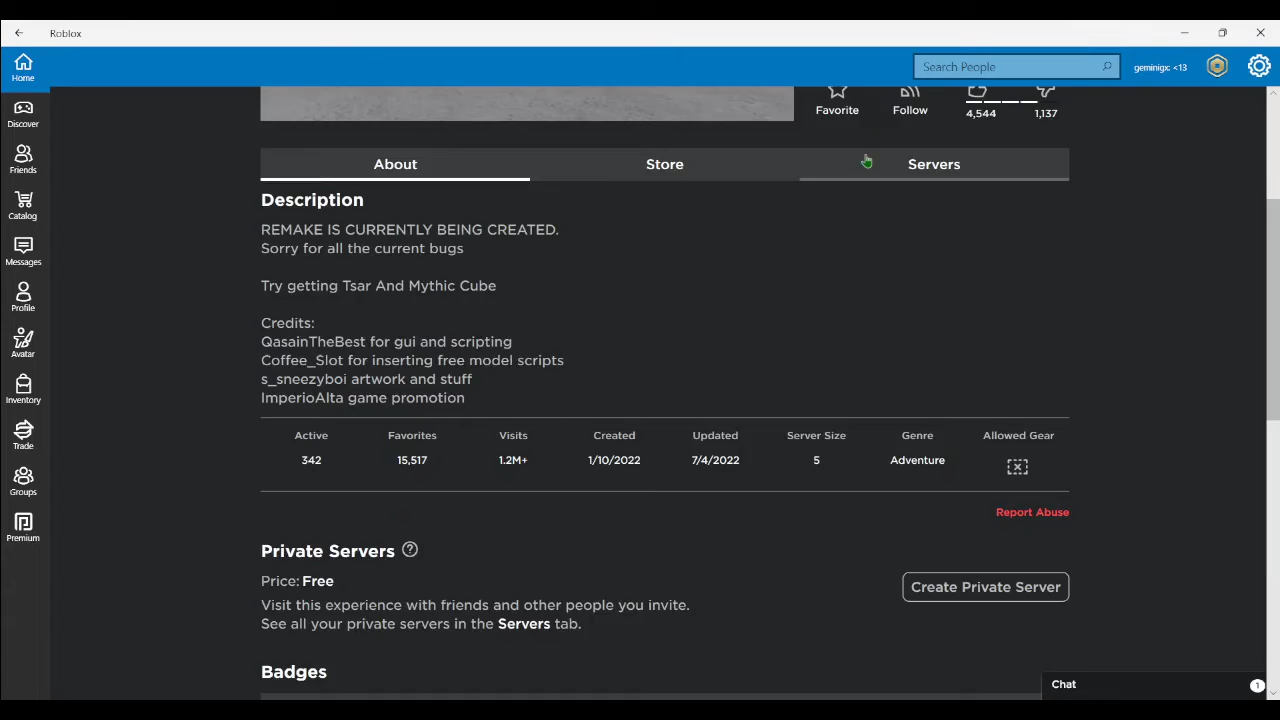 Roblox
Home
Search People
geminigx: <13
Discover
Friends
Catalog
Messages
Profile
Avatar
Inventory
Trade
Groups
Premium
Favorite
Follow
4,544
1,137
About
Store
Servers
Description
REMAKE IS CURRENTLY BEING CREATED.
Sorry for all the current bugs
Try getting Tsar And Mythic Cube
Credits:
QasainTheBest for gui and scripting
Coffee_Slot for inserting free model scripts
s_sneezyboi artwork and stuff
ImperioAlta game promotion
Active Favorites Visits Created Updated Server Size Genre Allowed Gear
342 15,517 1.2M+ 1/10/2022 7/4/2022 5 Adventure
Report Abuse
Private Servers
Price: Free
Create Private Server
Visit this experience with friends and other people you invite.
See all your private servers in the Servers tab.
Badges
Chat 1